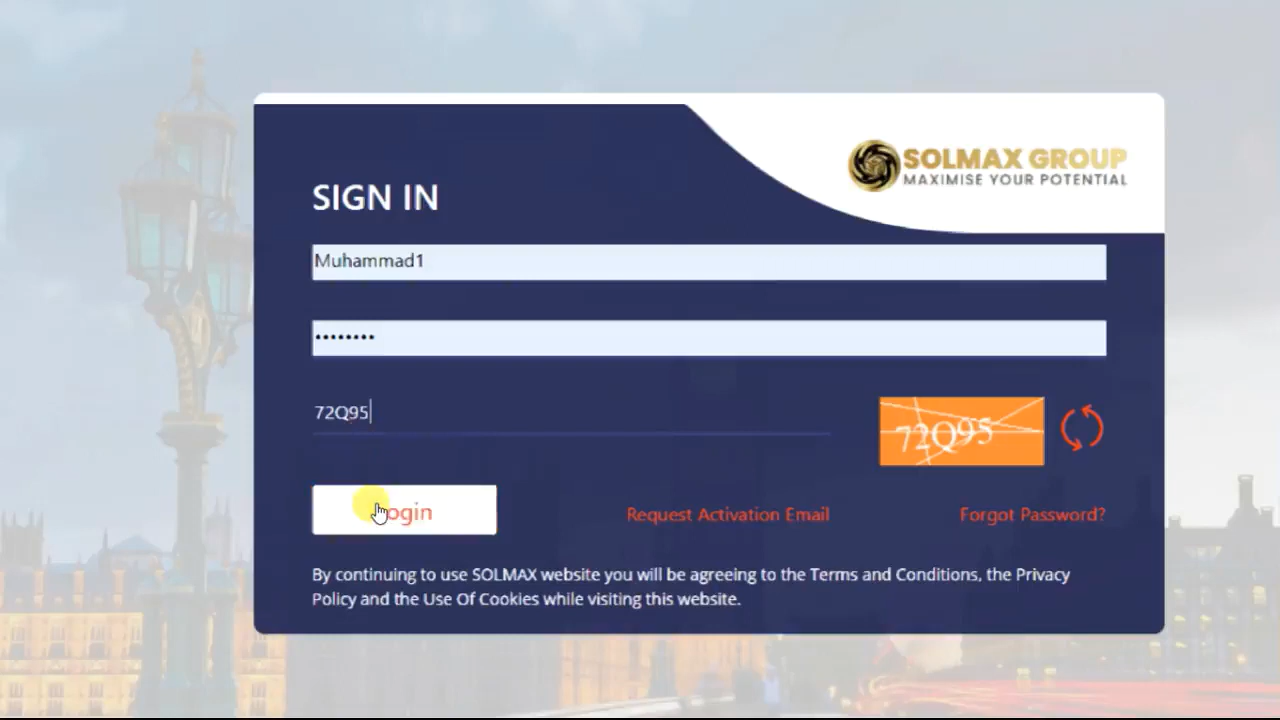 SOLMAX GROUP
MAXIMISE YOUR POTENTIAL
SIGN IN
Muhammad1
••••••••
72Q95
72Q95
Login
Request Activation Email
Forgot Password?
By continuing to use SOLMAX website you will be agreeing to the Terms and Conditions, the Privacy
Policy and the Use Of Cookies while visiting this website.